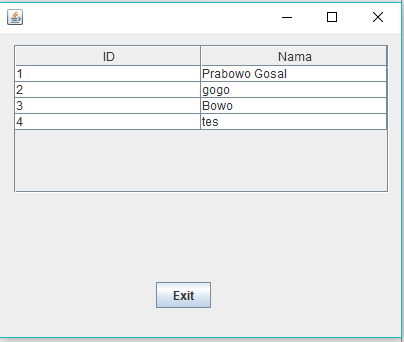 ID Nama
1 Prabowo Gosal
2 gogo
3 Bowo
4 tes
Exit